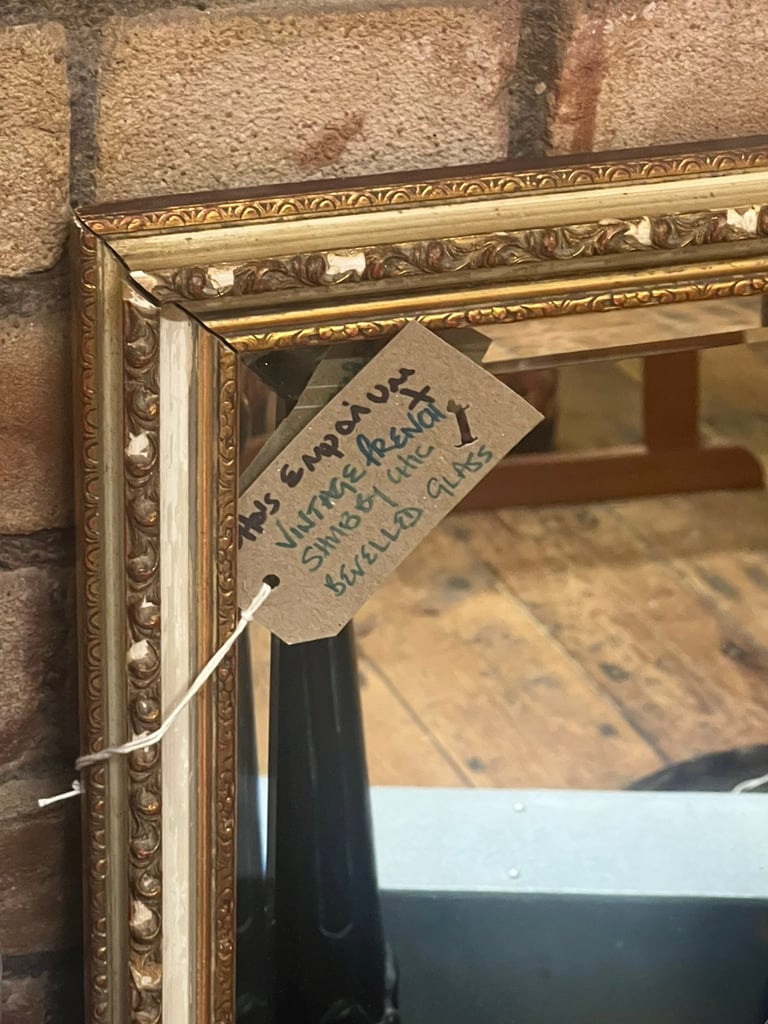 EMPORIUM X
VINTAGE FRENCH
SHABBY CHIC
BEVELLED GLASS